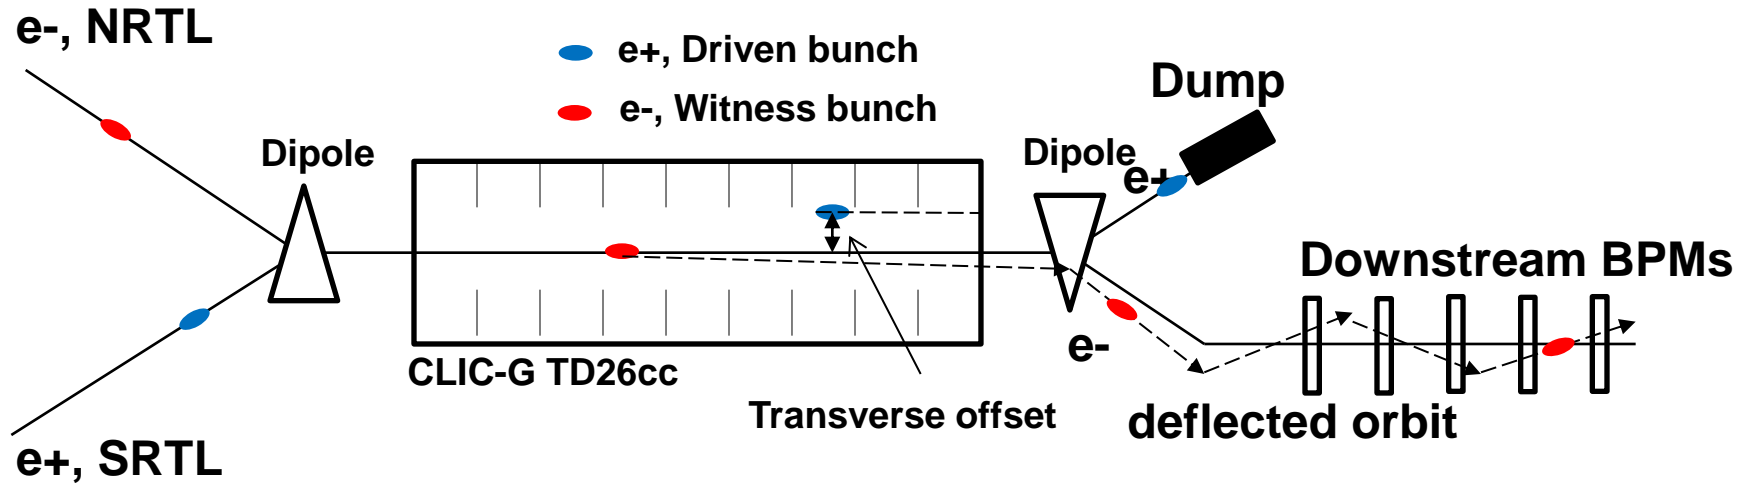 e-, NRTL
e+, Driven bunch
e-, Witness bunch
Dump
Dipole
Dipole
e+
Downstream BPMs
e-
CLIC-G TD26cc
Transverse offset
deflected orbit
e+, SRTL